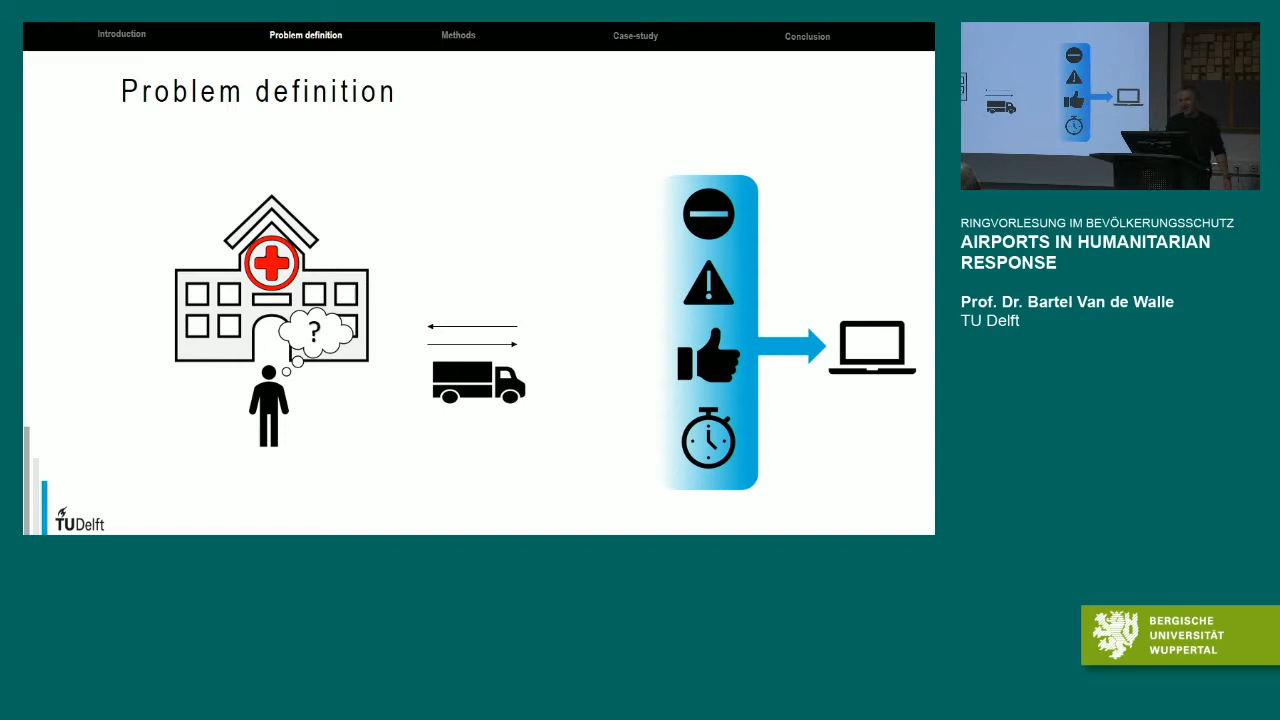 Introduction
Problem definition
Methods
Case-study
Conclusion
Problem definition
?
TUDelft
RINGVORLESUNG IM BEVÖLKERUNGSSCHUTZ
AIRPORTS IN HUMANITARIAN
RESPONSE
Prof. Dr. Bartel Van de Walle
TU Delft
BERGISCHE
UNIVERSITÄT
WUPPERTAL